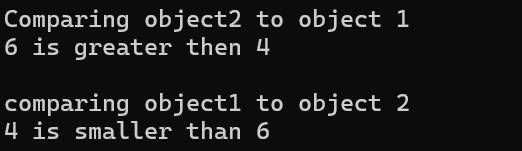 Comparing object2 to object 1
6 is greater then 4
comparing object1 to object 2
4 is smaller than 6